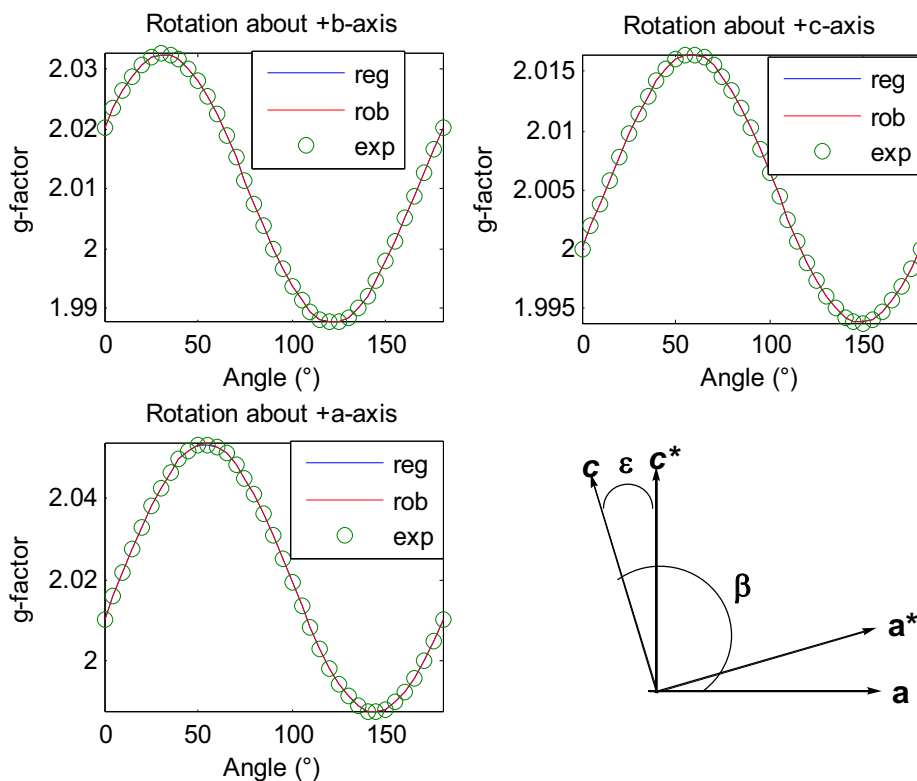 Rotation about +b-axis
2.03
2.02
2.01
2
1.99
g-factor
reg
rob
exp
0
50
100
150
Angle (°)
Rotation about +c-axis
2.015
2.01
2.005
2
1.995
g-factor
reg
rob
exp
0
50
100
150
Angle (°)
Rotation about +a-axis
2.04
2.02
2
g-factor
reg
rob
exp
0
50
100
150
Angle (°)
c
ε
c*
β
a*
a